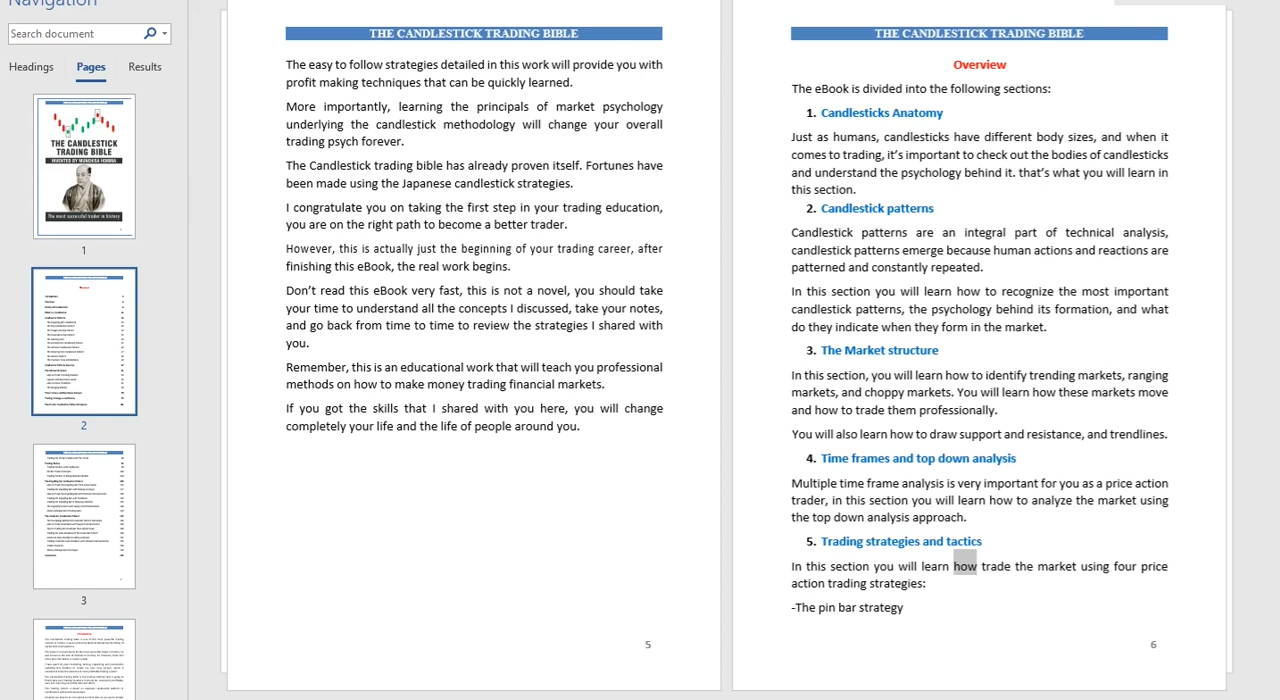 Navigation
Search document
Headings Pages Results
THE CANDLESTICK
TRADING BIBLE
INVENTED BY MUNEHISA HOMMA
The most successful trader in history
1
2
3
THE CANDLESTICK TRADING BIBLE
The easy to follow strategies detailed in this work will provide you with
profit making techniques that can be quickly learned.
More importantly, learning the principals of market psychology
underlying the candlestick methodology will change your overall
trading psych forever.
The Candlestick trading bible has already proven itself. Fortunes have
been made using the Japanese candlestick strategies.
I congratulate you on taking the first step in your trading education,
you are on the right path to become a better trader.
However, this is actually just the beginning of your trading career, after
finishing this eBook, the real work begins.
Don’t read this eBook very fast, this is not a novel, you should take
your time to understand all the concepts I discussed, take your notes,
and go back from time to time to review the strategies I shared with
you.
Remember, this is an educational work that will teach you professional
methods on how to make money trading financial markets.
If you got the skills that I shared with you here, you will change
completely your life and the life of people around you.
5
THE CANDLESTICK TRADING BIBLE
Overview
The eBook is divided into the following sections:
1. Candlesticks Anatomy
Just as humans, candlesticks have different body sizes, and when it
comes to trading, it’s important to check out the bodies of candlesticks
and understand the psychology behind it. that’s what you will learn in
this section.
2. Candlestick patterns
Candlestick patterns are an integral part of technical analysis,
candlestick patterns emerge because human actions and reactions are
patterned and constantly repeated.
In this section you will learn how to recognize the most important
candlestick patterns, the psychology behind its formation, and what
do they indicate when they form in the market.
3. The Market structure
In this section, you will learn how to identify trending markets, ranging
markets, and choppy markets. You will learn how these markets move
and how to trade them professionally.
You will also learn how to draw support and resistance, and trendlines.
4. Time frames and top down analysis
Multiple time frame analysis is very important for you as a price action
trader, in this section you will learn how to analyze the market using
the top down analysis approach.
5. Trading strategies and tactics
In this section you will learn how trade the market using four price
action trading strategies:
-The pin bar strategy
6